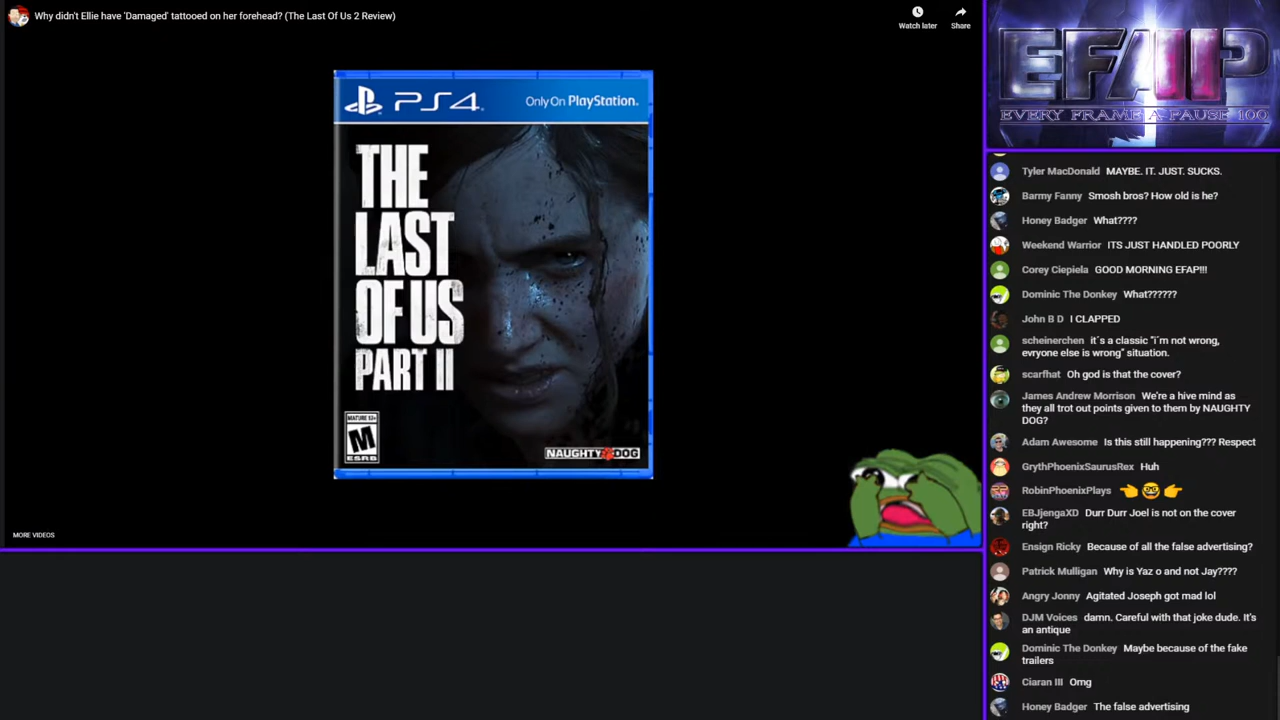 Why didn't Ellie have 'Damaged' tattooed on her forehead? (The Last Of Us 2 Review)
Watch later
Share
PS4
Only On PlayStation.
THE
LAST
OF US
PART II
MATURE 17+
M
ESRB
NAUGHTY DOG
MORE VIDEOS
EFAP
EVERY FRAME A PAUSE 100
Tyler MacDonald MAYBE. IT. JUST. SUCKS.
Barmy Fanny Smosh bros? How old is he?
Honey Badger What????
Weekend Warrior ITS JUST HANDLED POORLY
Corey Ciepiela GOOD MORNING EFAP!!!
Dominic The Donkey What??????
John B D I CLAPPED
scheinerchen it´s a classic "i´m not wrong,
evryone else is wrong" situation.
scarfhat Oh god is that the cover?
James Andrew Morrison We're a hive mind as
they all trot out points given to them by NAUGHTY
DOG?
Adam Awesome Is this still happening??? Respect
GrythPhoenixSaurusRex Huh
RobinPhoenixPlays 👈🤓👉
EBJjengaXD Durr Durr Joel is not on the cover
right?
Ensign Ricky Because of all the false advertising?
Patrick Mulligan Why is Yaz o and not Jay????
Angry Jonny Agitated Joseph got mad lol
DJM Voices damn. Careful with that joke dude. It's
an antique
Dominic The Donkey Maybe because of the fake
trailers
Ciaran III Omg
Honey Badger The false advertising